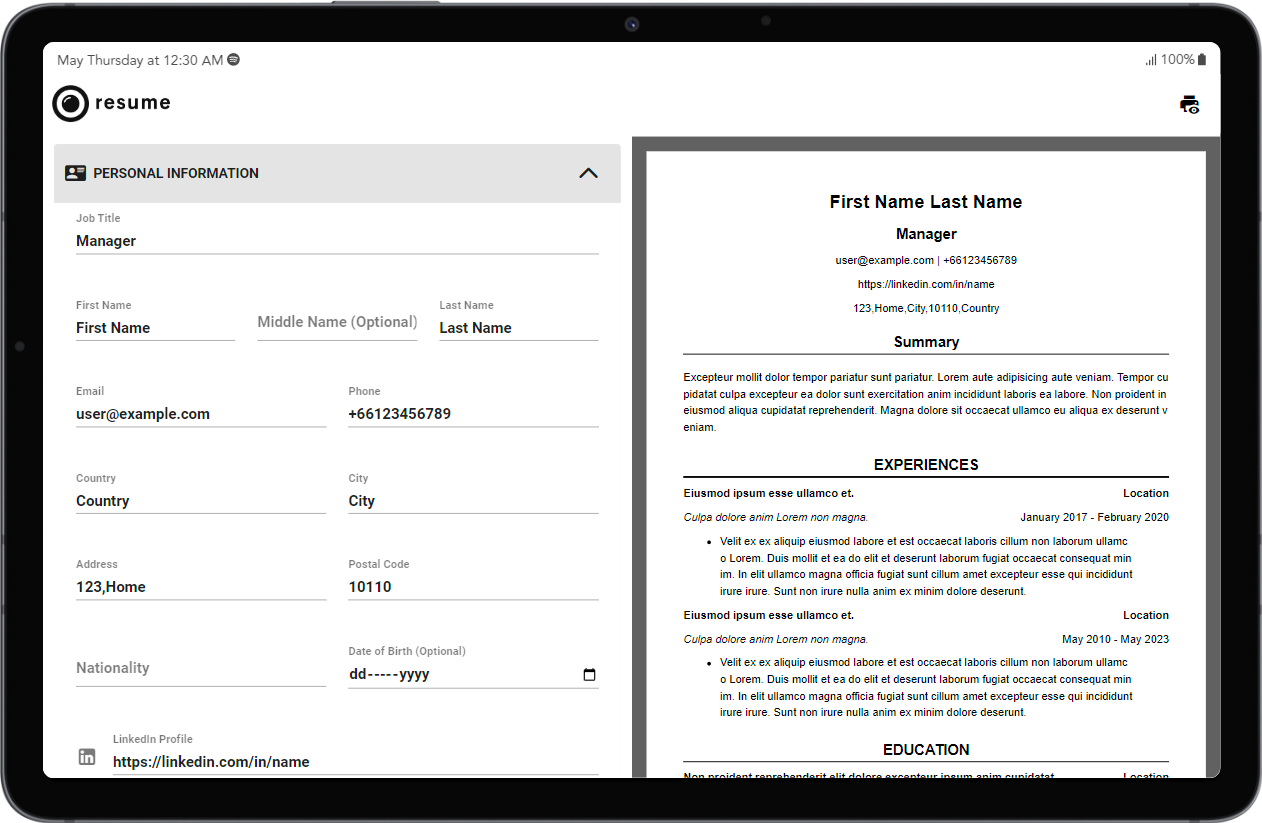 May Thursday at 12:30 AM
100%
resume
PERSONAL INFORMATION
Job Title
Manager
First Name
First Name
Middle Name (Optional)
Last Name
Last Name
Email
user@example.com
Phone
+66123456789
Country
Country
City
City
Address
123,Home
Postal Code
10110
Nationality
Date of Birth (Optional)
dd-----yyyy
LinkedIn Profile
in
https://linkedin.com/in/name
First Name Last Name
Manager
user@example.com | +66123456789
https://linkedin.com/in/name
123,Home,City,10110,Country
Summary
Excepteur mollit dolor tempor pariatur sunt pariatur. Lorem aute adipisicing aute veniam. Tempor cu
pidatat culpa excepteur ea dolor sunt exercitation anim incididunt laboris ea labore. Non proident in
eiusmod aliqua cupidatat reprehenderit. Magna dolore sit occaecat ullamco eu aliqua ex deserunt v
eniam.
EXPERIENCES
Eiusmod ipsum esse ullamco et. Location
Culpa dolore anim Lorem non magna. January 2017 - February 2020
• Velit ex ex aliquip eiusmod labore et est occaecat laboris cillum non laborum ullamc
o Lorem. Duis mollit et ea do elit et deserunt laborum fugiat occaecat consequat min
im. In elit ullamco magna officia fugiat sunt cillum amet excepteur esse qui incididunt
irure irure. Sunt non irure nulla anim ex minim dolore deserunt.
Eiusmod ipsum esse ullamco et. Location
Culpa dolore anim Lorem non magna. May 2010 - May 2023
• Velit ex ex aliquip eiusmod labore et est occaecat laboris cillum non laborum ullamc
o Lorem. Duis mollit et ea do elit et deserunt laborum fugiat occaecat consequat min
im. In elit ullamco magna officia fugiat sunt cillum amet excepteur esse qui incididunt
irure irure. Sunt non irure nulla anim ex minim dolore deserunt.
EDUCATION
Non proident reprehenderit elit dolore excepteur ipsum anim cupidatat Location